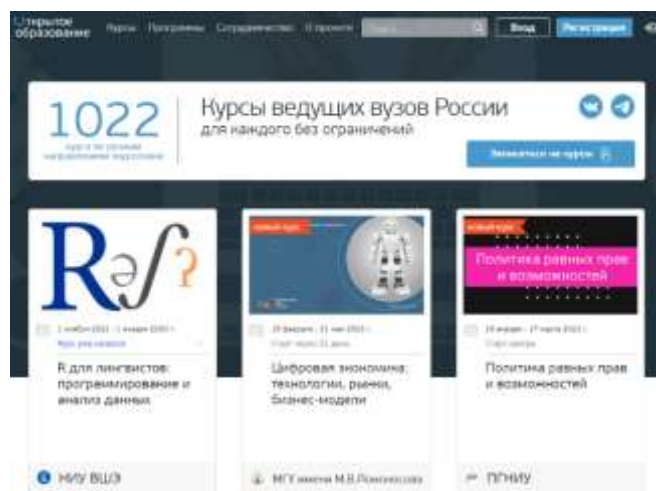 Открытое
образование
Курсы Программы Сотрудничество О проекте
Вход
Регистрация
1022
Курсы ведущих вузов России
для каждого без ограничений
Записаться на курс
новый курс
новый курс
Политика равных прав
и возможностей
R для лингвистов:
программирование и
анализ данных
Цифровая экономика:
технологии, рынки,
бизнес-модели
Политика равных прав
и возможностей
НИУ ВШЭ
МГУ имени М.В.Ломоносова
ПГНИУ